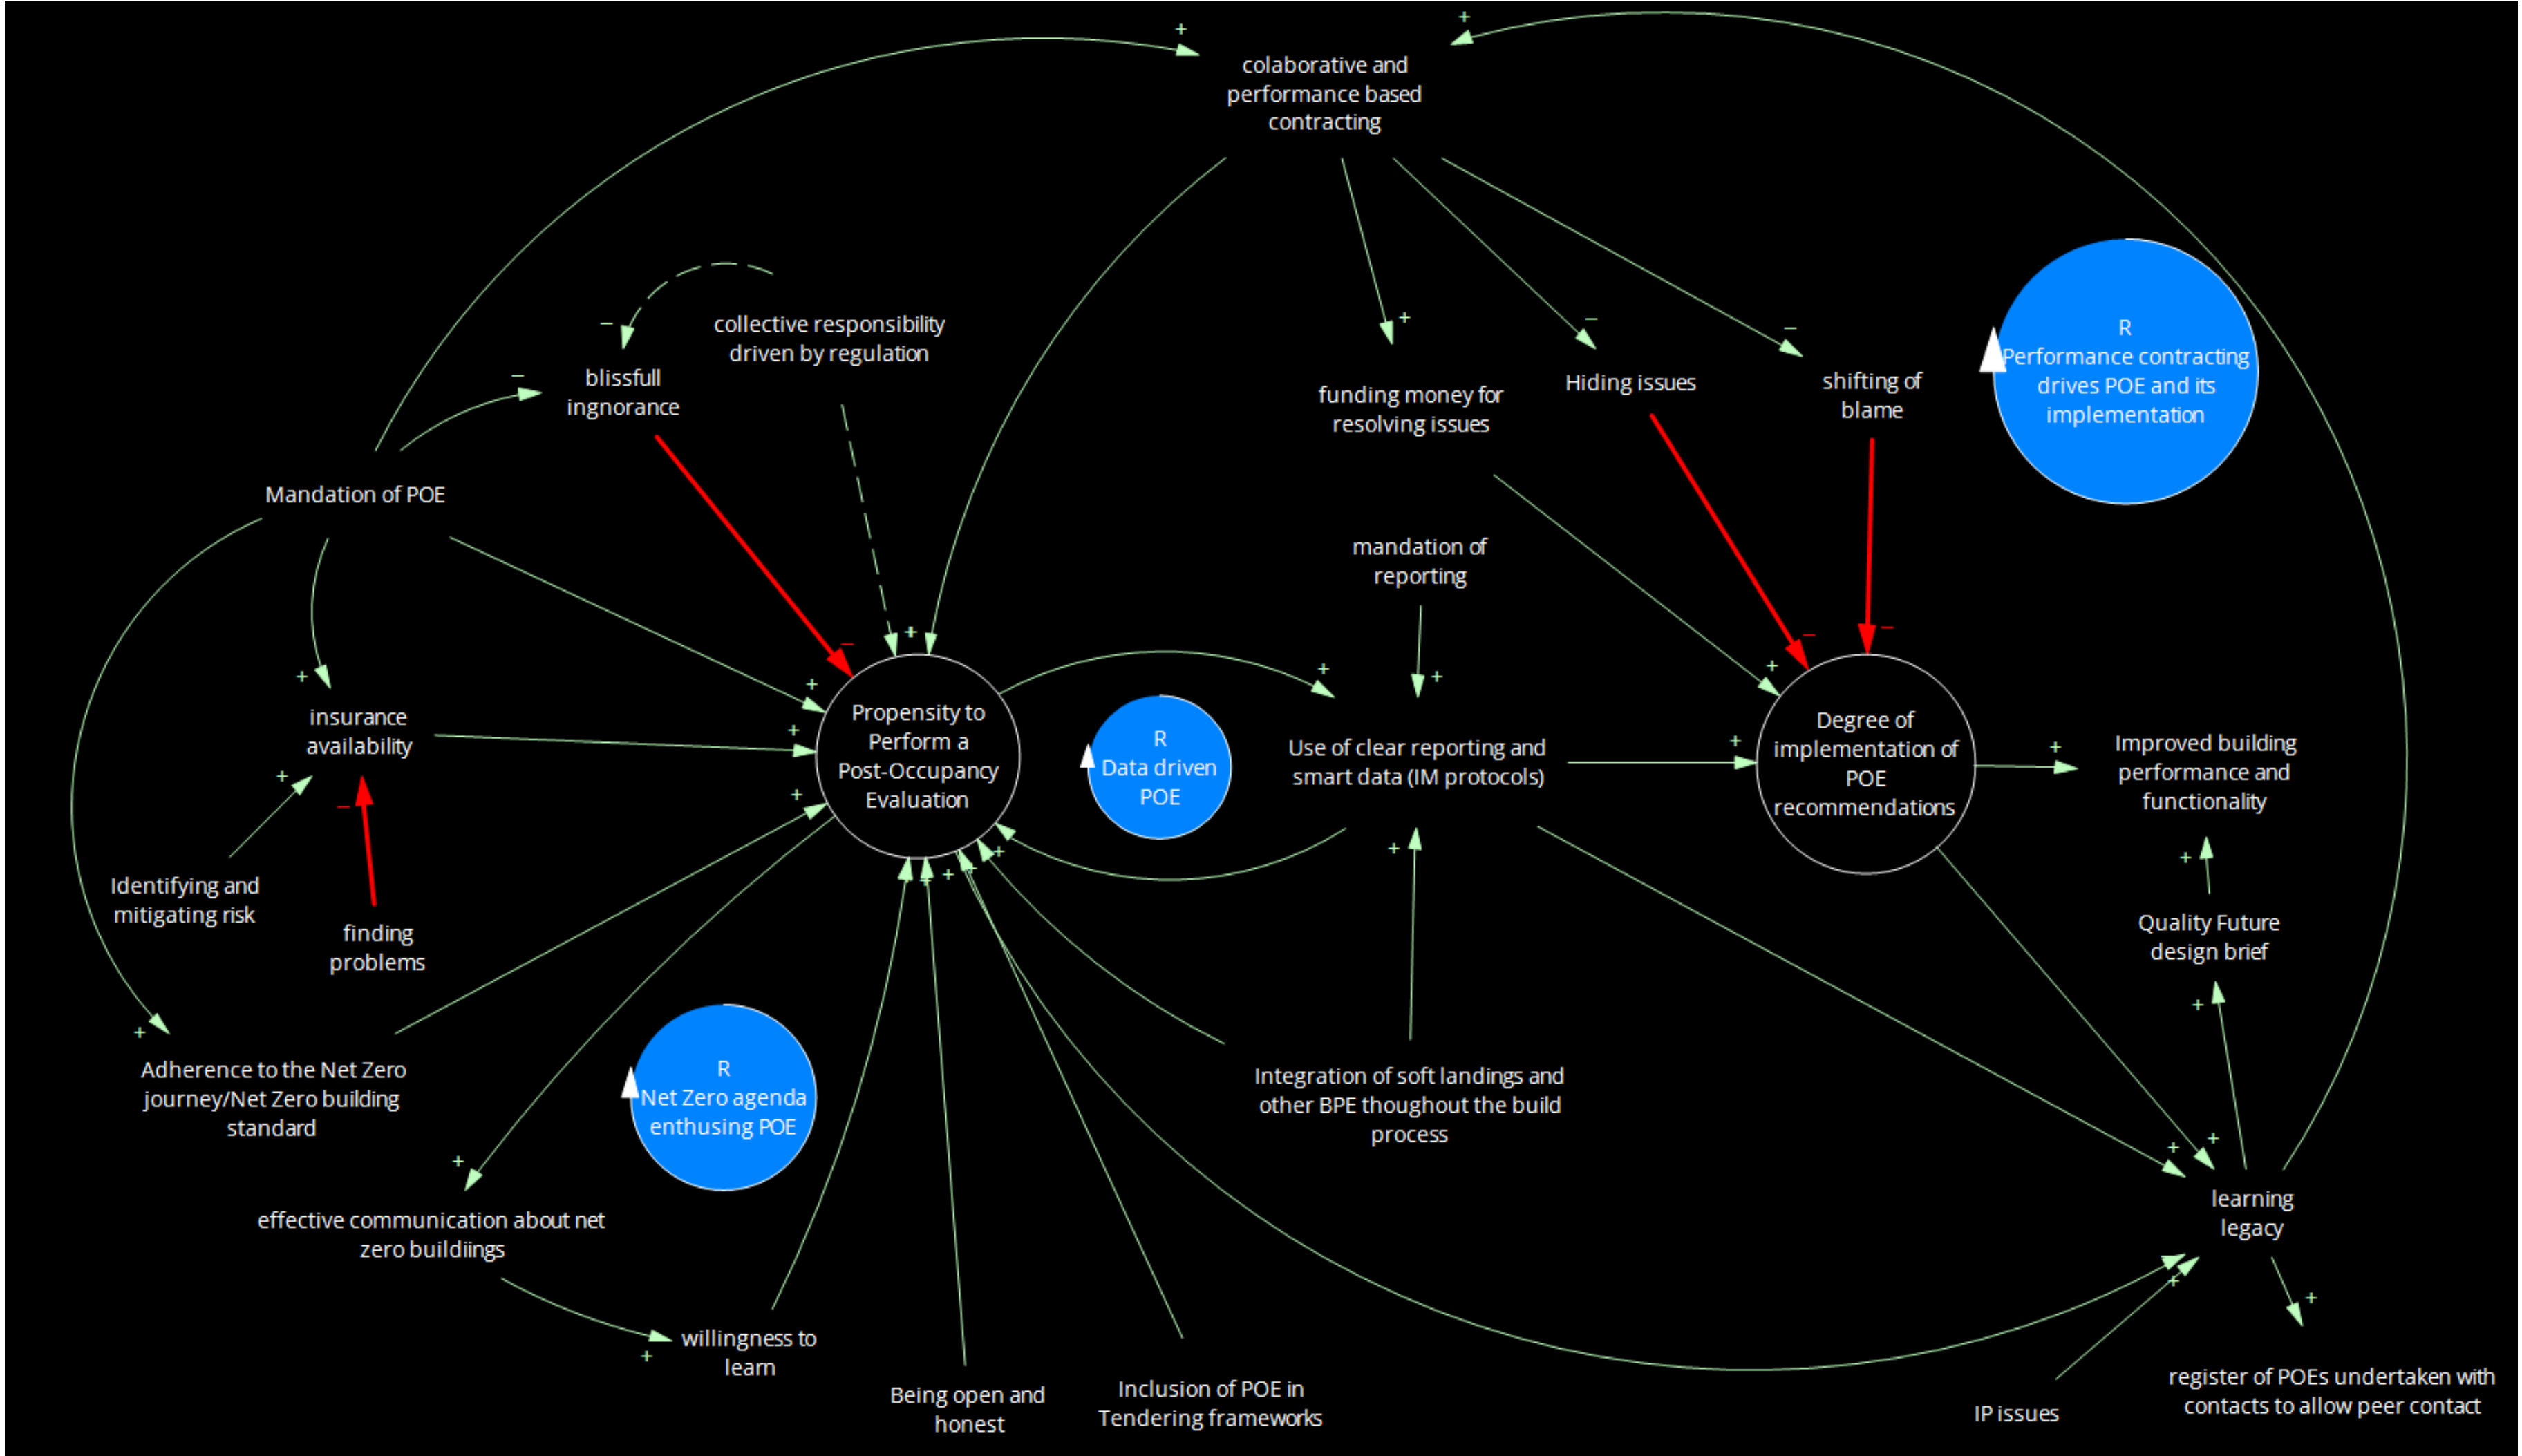 colaborative and
performance based
contracting
collective responsibility
driven by regulation
blissfull
ingnorance
funding money for
resolving issues
Hiding issues
shifting of
blame
R
Performance contracting
drives POE and its
implementation
Mandation of POE
mandation of
reporting
insurance
availability
Propensity to
Perform a
Post-Occupancy
Evaluation
R
Data driven
POE
Use of clear reporting and
smart data (IM protocols)
Degree of
implementation of
POE
recommendations
Improved building
performance and
functionality
Identifying and
mitigating risk
finding
problems
Quality Future
design brief
Adherence to the Net Zero
journey/Net Zero building
standard
R
Net Zero agenda
enthusing POE
Integration of soft landings and
other BPE thoughout the build
process
effective communication about net
zero buildiings
learning
legacy
willingness to
learn
Being open and
honest
Inclusion of POE in
Tendering frameworks
IP issues
register of POEs undertaken with
contacts to allow peer contact